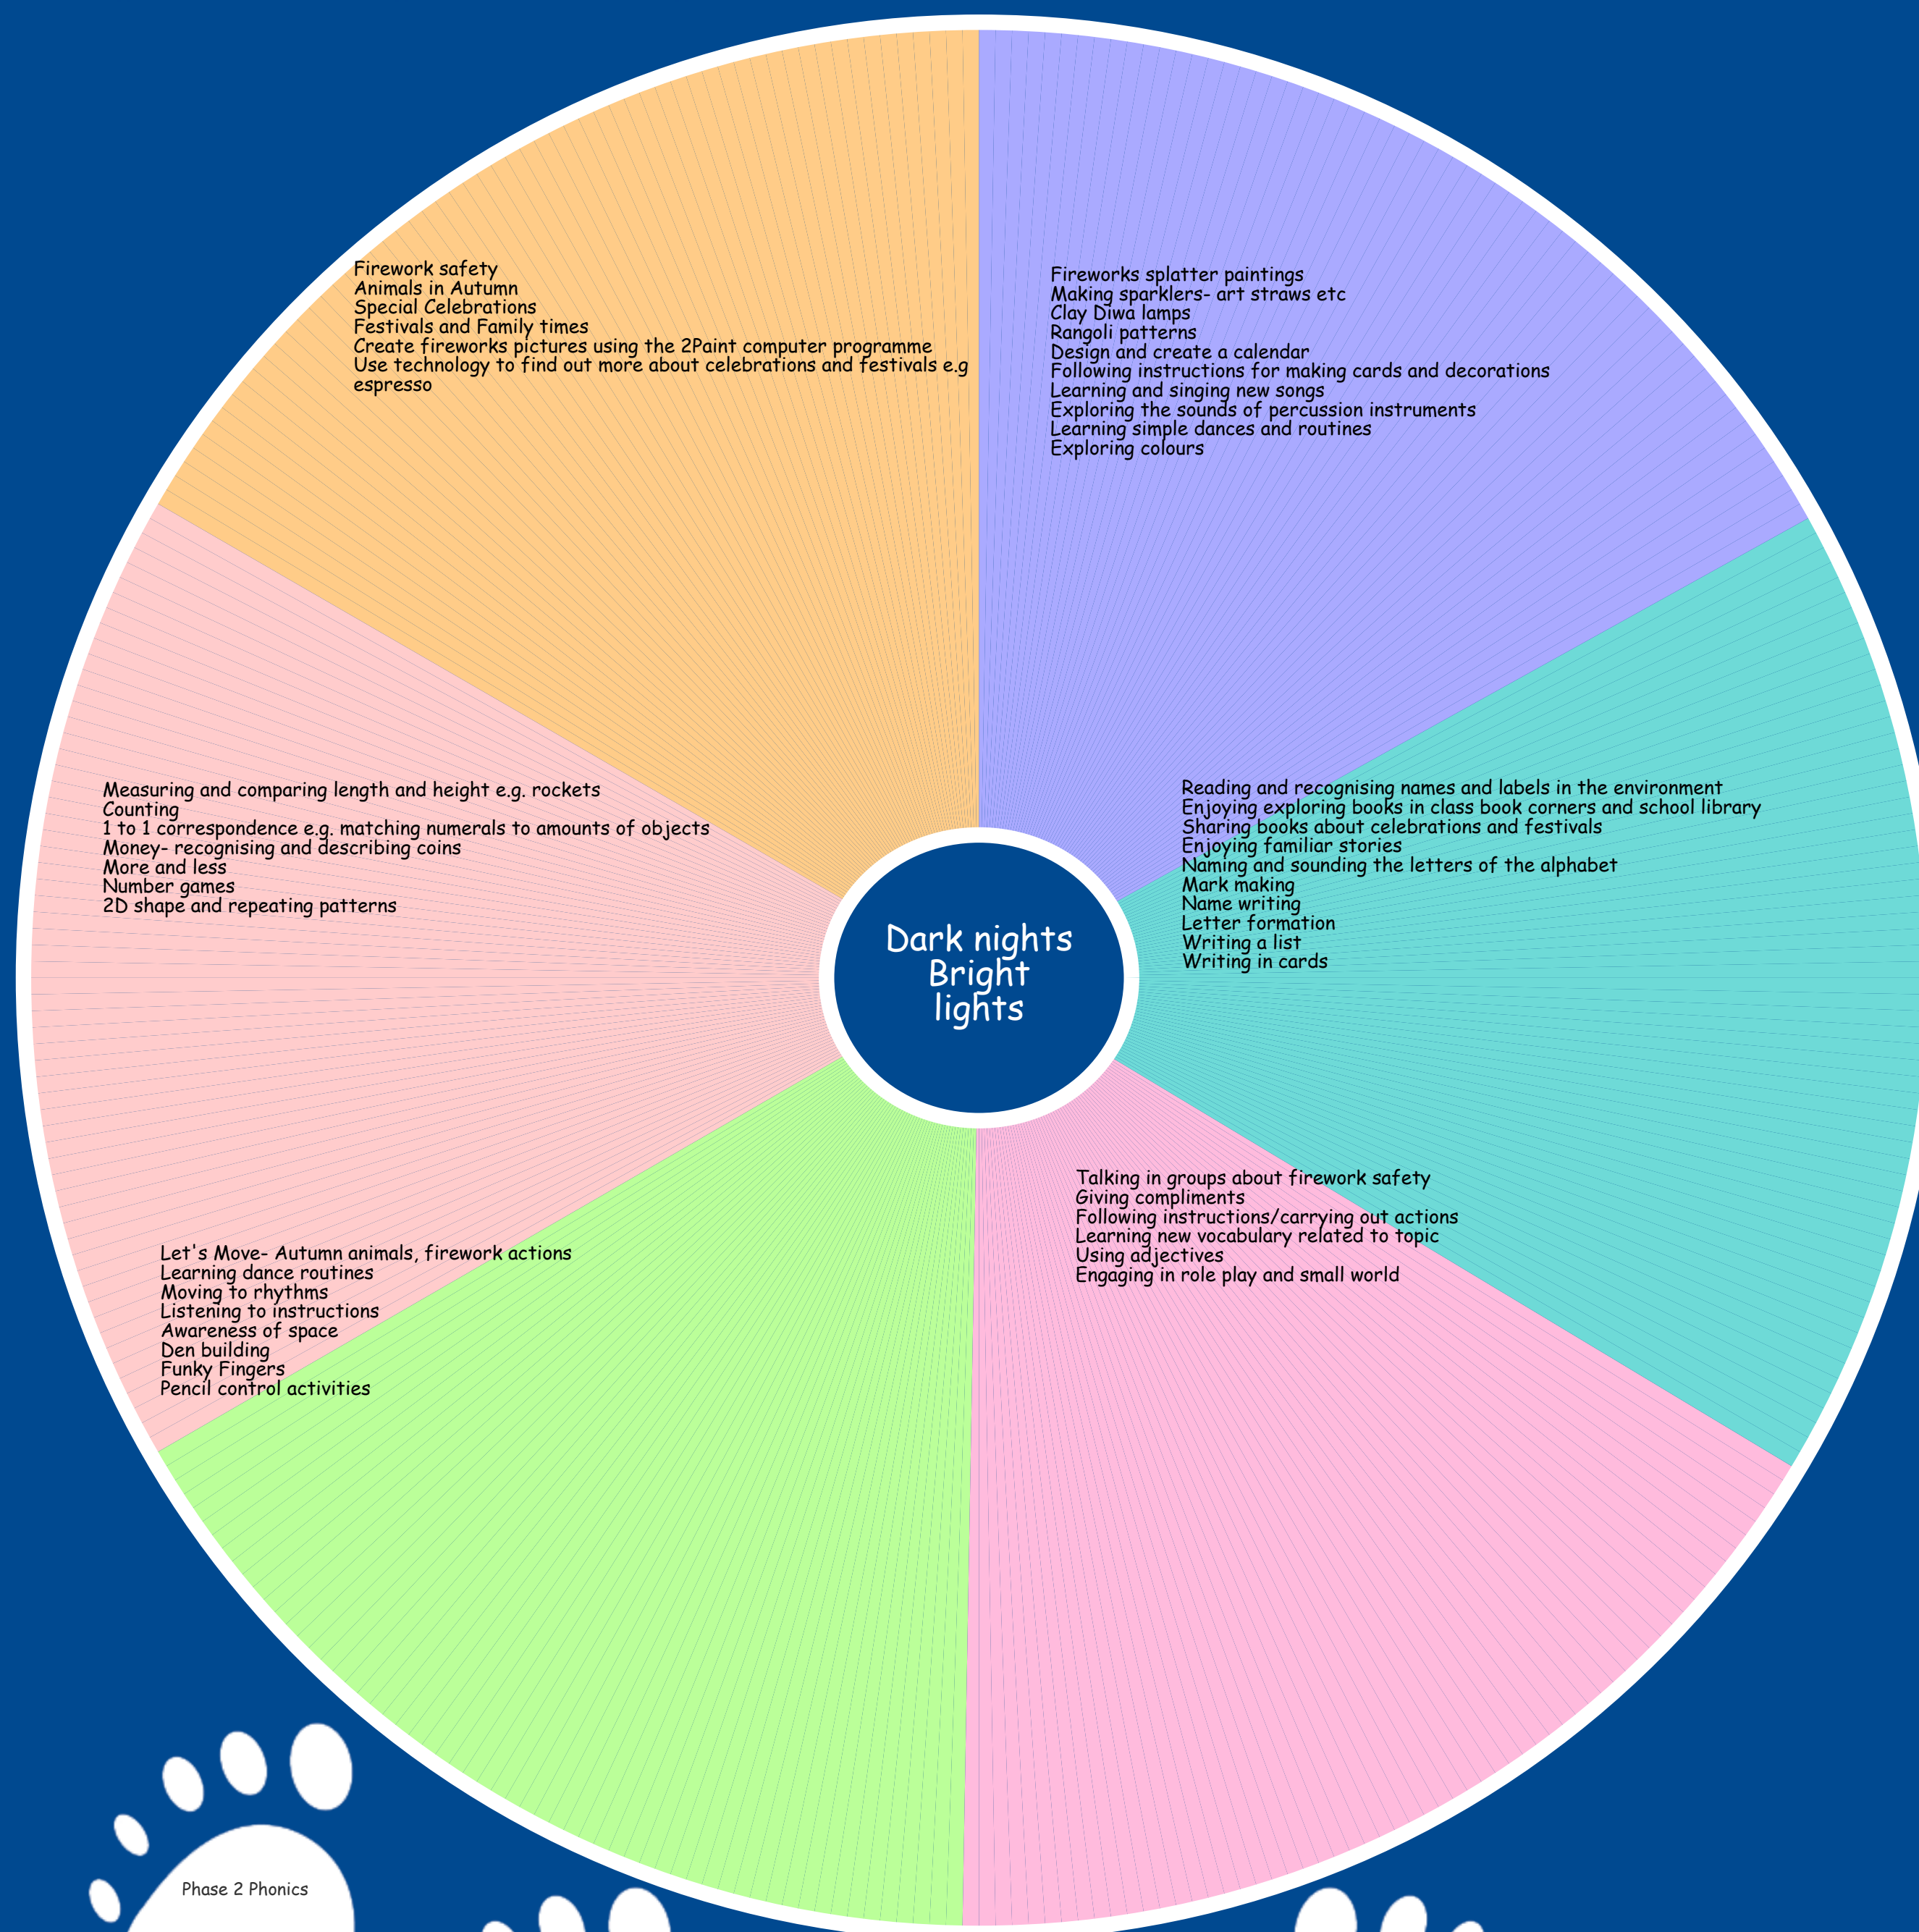 Firework safety
Animals in Autumn
Special Celebrations
Festivals and Family times
Create fireworks pictures using the 2Paint computer programme
Use technology to find out more about celebrations and festivals e.g
espresso
Fireworks splatter paintings
Making sparklers- art straws etc
Clay Diwa lamps
Rangoli patterns
Design and create a calendar
Following instructions for making cards and decorations
Learning and singing new songs
Exploring the sounds of percussion instruments
Learning simple dances and routines
Exploring colours
Measuring and comparing length and height e.g. rockets
Counting
1 to 1 correspondence e.g. matching numerals to amounts of objects
Money- recognising and describing coins
More and less
Number games
2D shape and repeating patterns
Dark nights
Bright
lights
Reading and recognising names and labels in the environment
Enjoying exploring books in class book corners and school library
Sharing books about celebrations and festivals
Enjoying familiar stories
Naming and sounding the letters of the alphabet
Mark making
Name writing
Letter formation
Writing a list
Writing in cards
Let's Move- Autumn animals, firework actions
Learning dance routines
Moving to rhythms
Listening to instructions
Awareness of space
Den building
Funky Fingers
Pencil control activities
Talking in groups about firework safety
Giving compliments
Following instructions/carrying out actions
Learning new vocabulary related to topic
Using adjectives
Engaging in role play and small world
Phase 2 Phonics